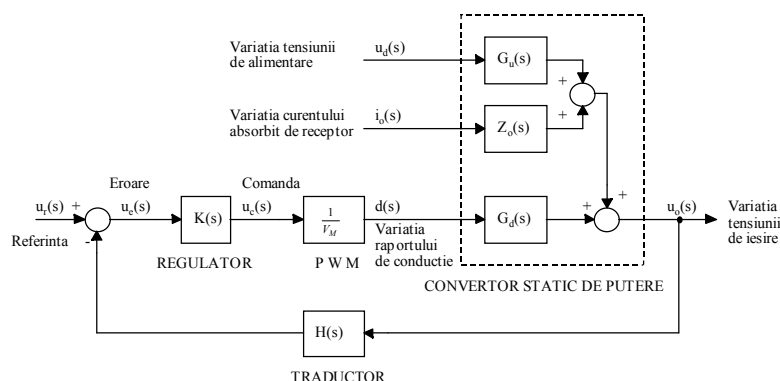 Variatia tensiunii
de alimentare
u_d(s)
G_u(s)
+
+
Variatia curentului
absorbit de receptor
i_o(s)
Z_o(s)
u_r(s)
+
Referinta
-
Eroare
u_e(s)
K(s)
REGULATOR
Comanda
u_c(s)
1
V_M
P W M
d(s)
Variatia
raportului
de conductie
G_d(s)
+
+
u_o(s)
Variatia
tensiunii
de iesire
CONVERTOR STATIC DE PUTERE
H(s)
TRADUCTOR